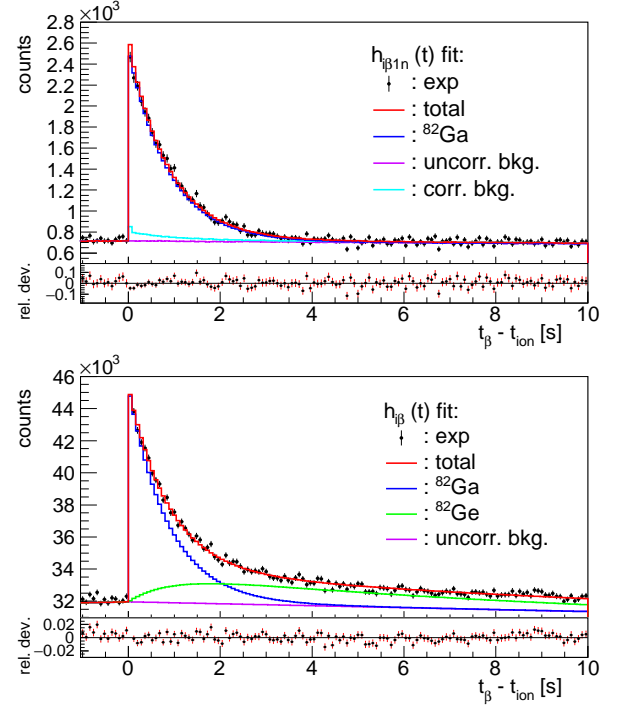 ×10³
counts
2.8
2.6
2.4
2.2
2
1.8
1.6
1.4
1.2
1
0.8
0.6
h_iβ1n (t) fit:
: exp
: total
: ⁸²Ga
: uncorr. bkg.
: corr. bkg.
rel. dev.
0.1
0
−0.1
0 2 4 6 8 10
t_β - t_ion [s]
×10³
counts
46
44
42
40
38
36
34
32
h_iβ (t) fit:
: exp
: total
: ⁸²Ga
: ⁸²Ge
: uncorr. bkg.
rel. dev.
0.02
0
−0.02
0 2 4 6 8 10
t_β - t_ion [s]